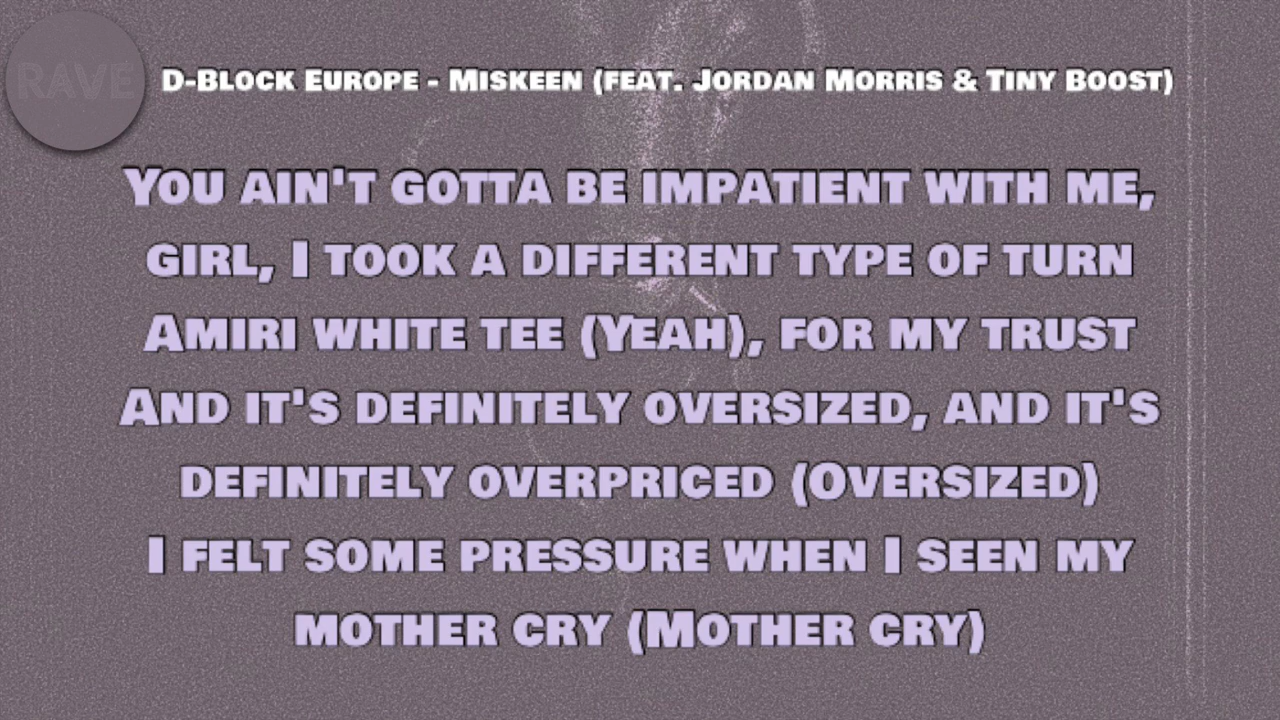 RAVE
D-Block Europe - Miskeen (feat. Jordan Morris & Tiny Boost)
You ain't gotta be impatient with me,
girl, I took a different type of turn
Amiri white tee (Yeah), for my trust
And it's definitely oversized, and it's
definitely overpriced (Oversized)
I felt some pressure when I seen my
mother cry (Mother cry)